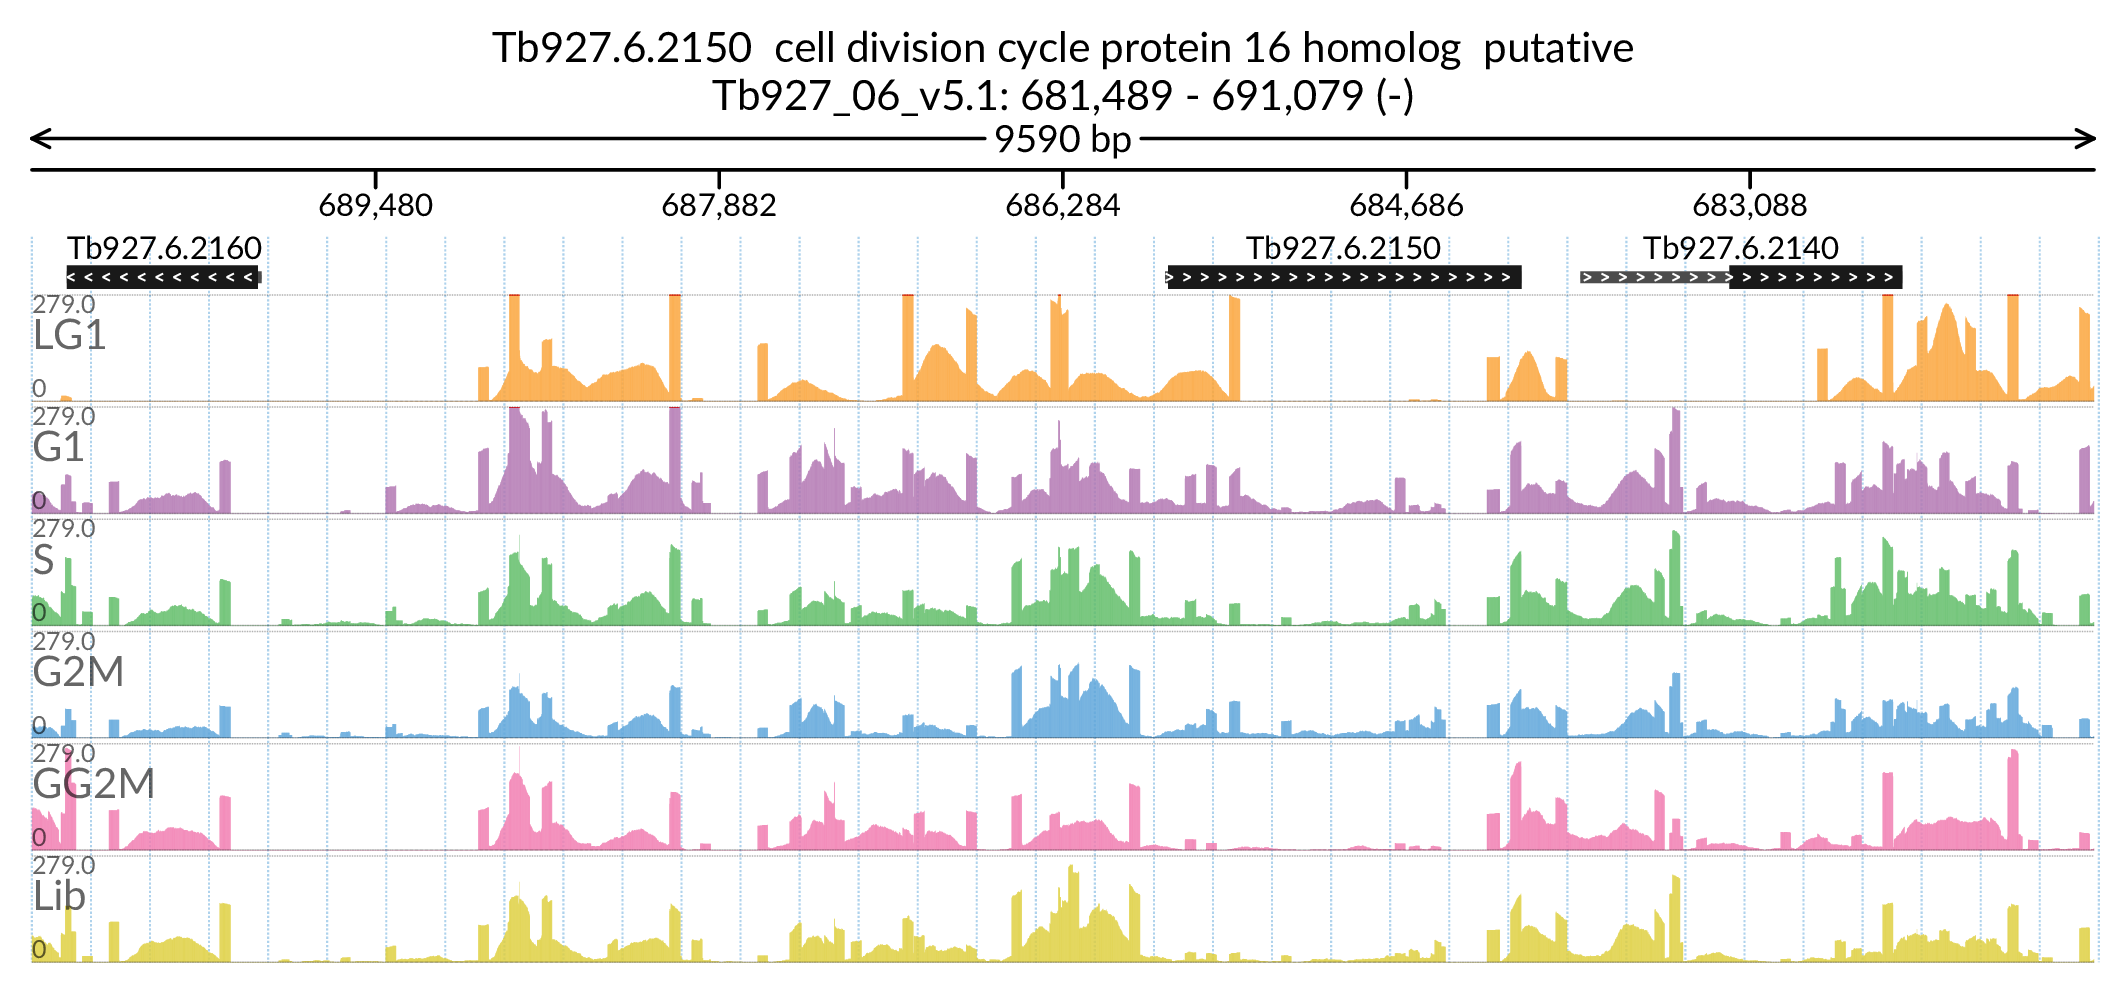 Tb927.6.2150  cell division cycle protein 16 homolog  putative
Tb927_06_v5.1: 681,489 - 691,079 (-)
9590 bp
689,480 687,882 686,284 684,686 683,088
Tb927.6.2160 Tb927.6.2150 Tb927.6.2140
279.0
LG1
0
279.0
G1
0
279.0
S
0
279.0
G2M
0
279.0
GG2M
0
279.0
Lib
0